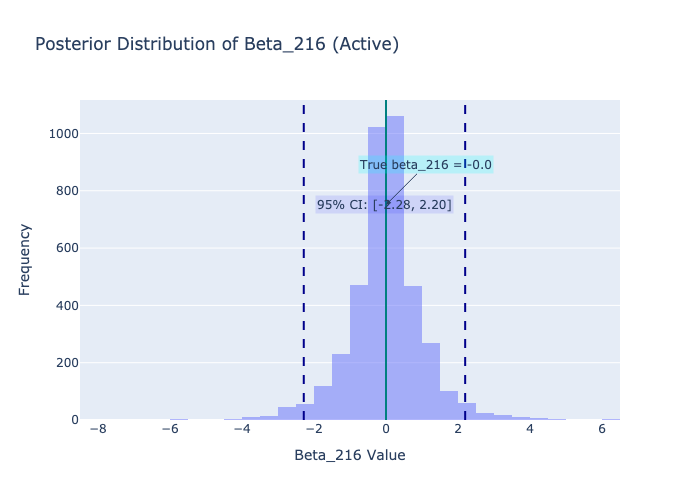 Posterior Distribution of Beta_216 (Active)
1000
800
600
400
200
0
Frequency
True beta_216 = -0.0
95% CI: [-2.28, 2.20]
−8
−6
−4
−2
0
2
4
6
Beta_216 Value